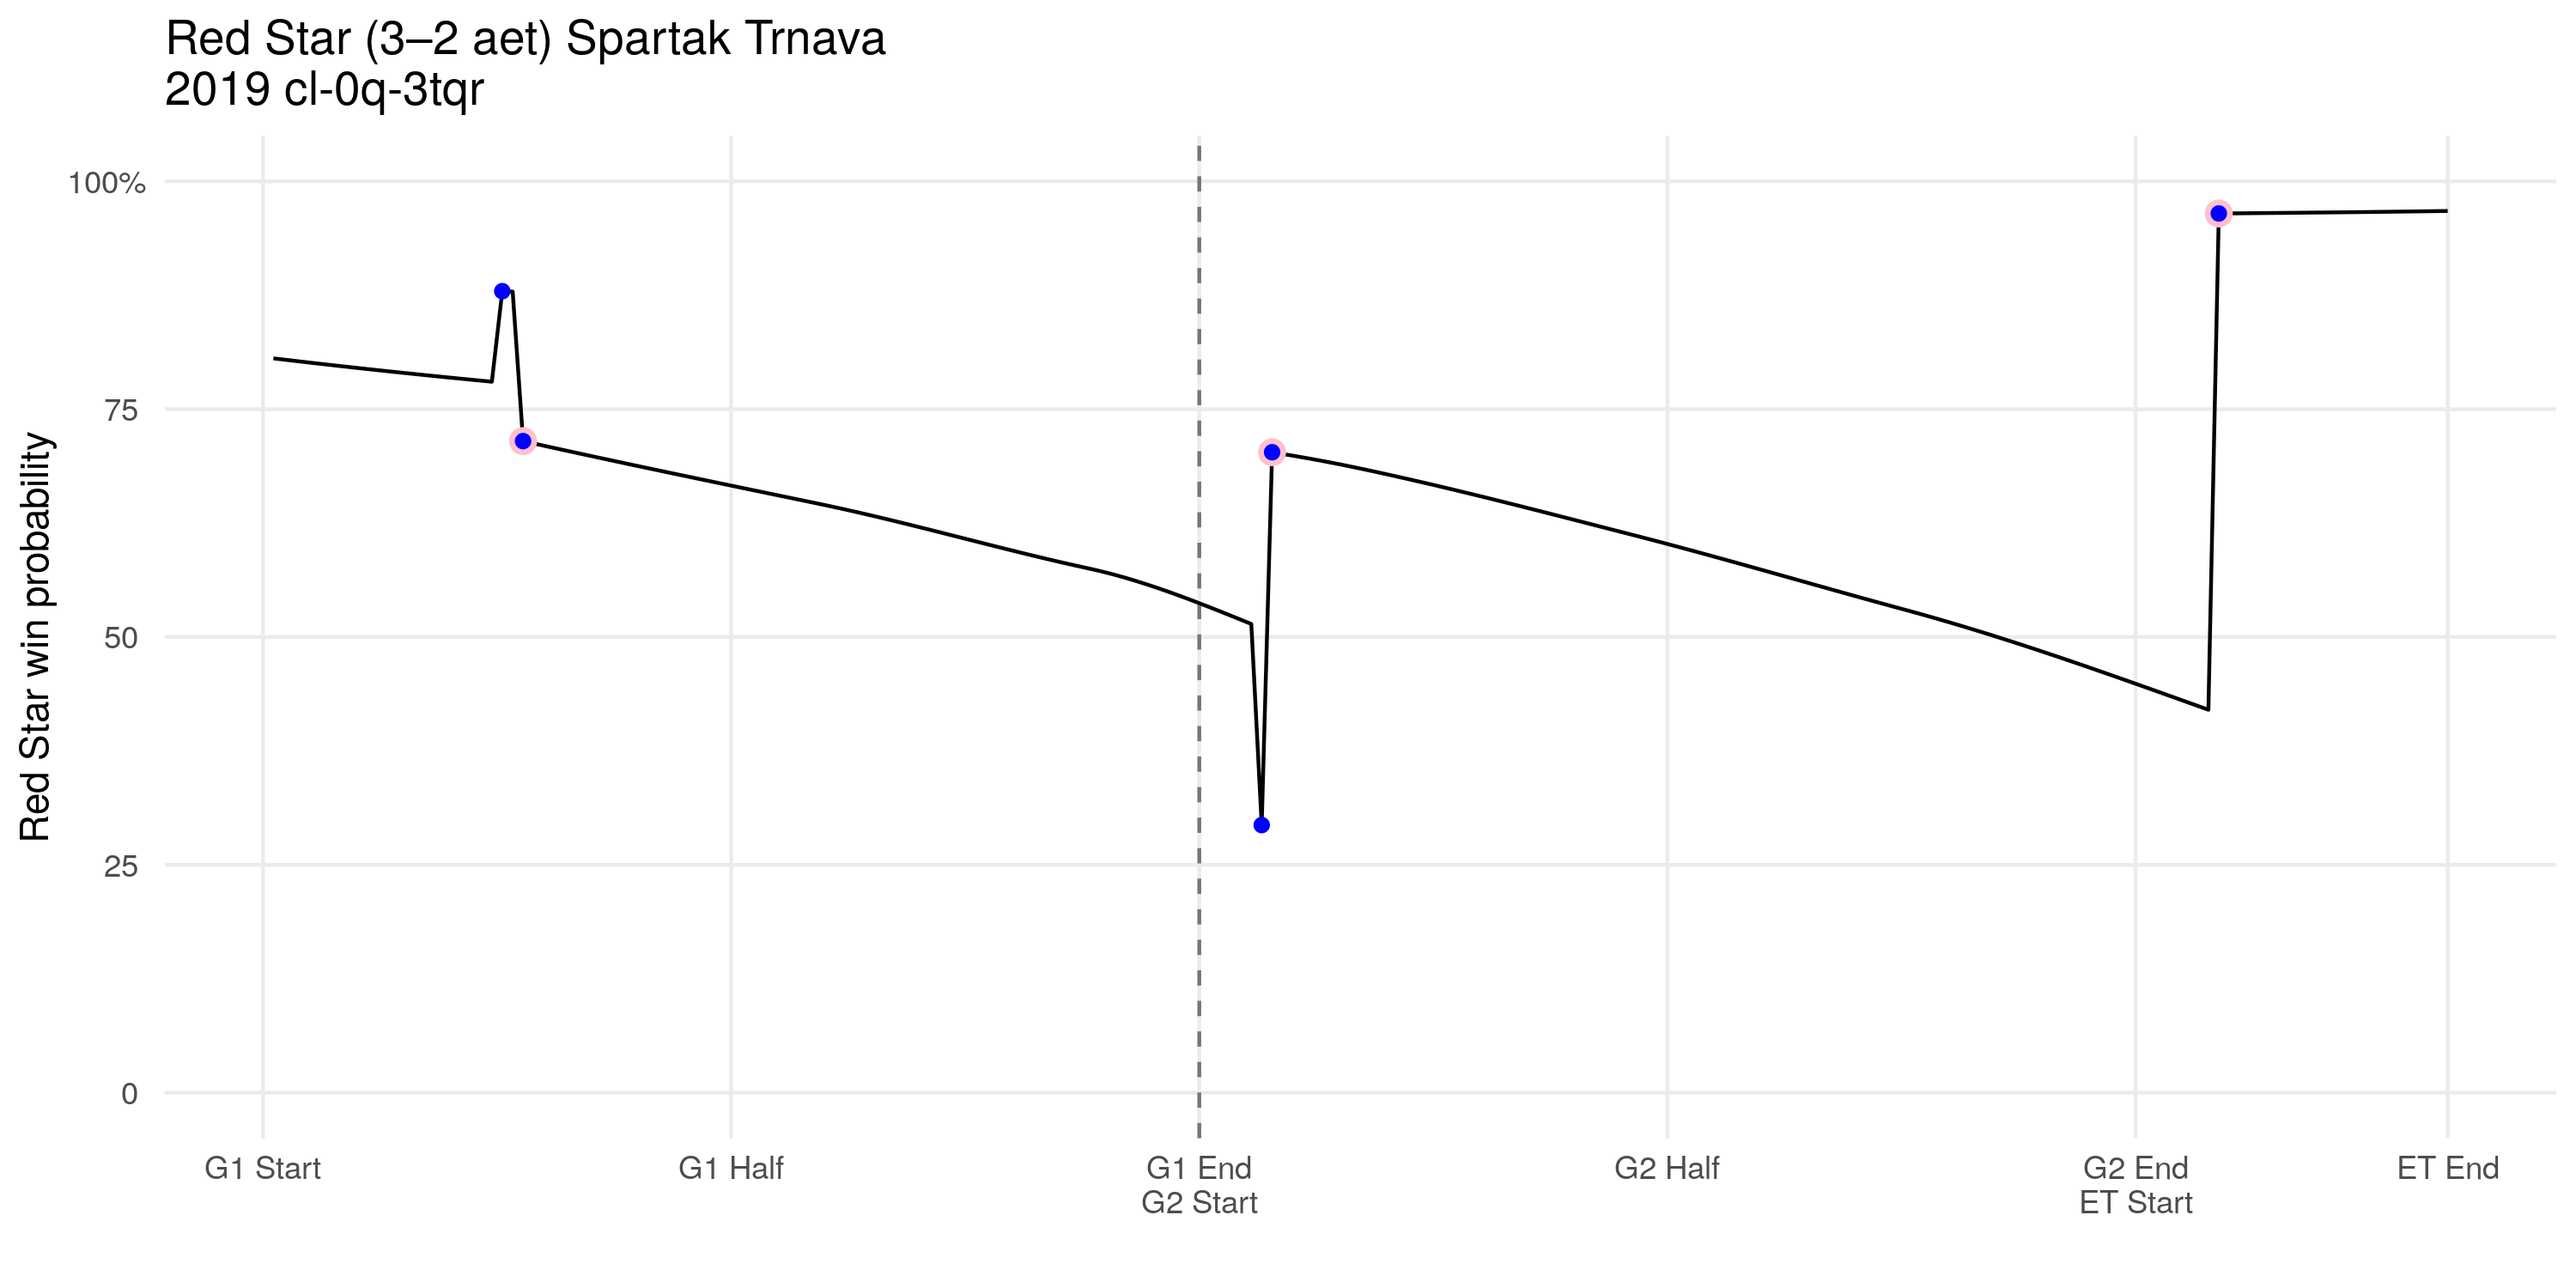 Red Star (3–2 aet) Spartak Trnava
2019 cl-0q-3tqr
Red Star win probability
100%
75
50
25
0
G1 Start
G1 Half
G1 End
G2 Start
G2 Half
G2 End
ET Start
ET End